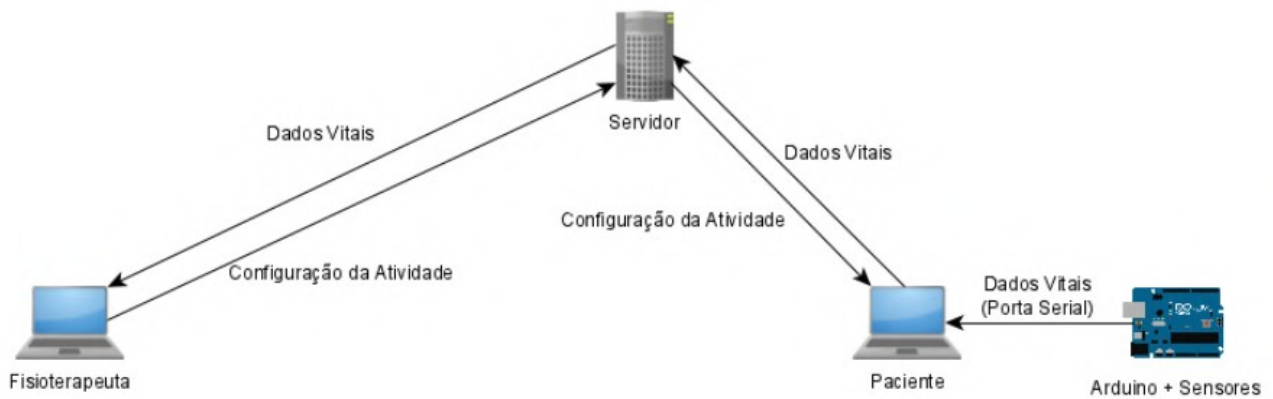 Servidor
Dados Vitais
Dados Vitais
Configuração da Atividade
Configuração da Atividade
Dados Vitais
(Porta Serial)
Fisioterapeuta
Paciente
Arduino + Sensores